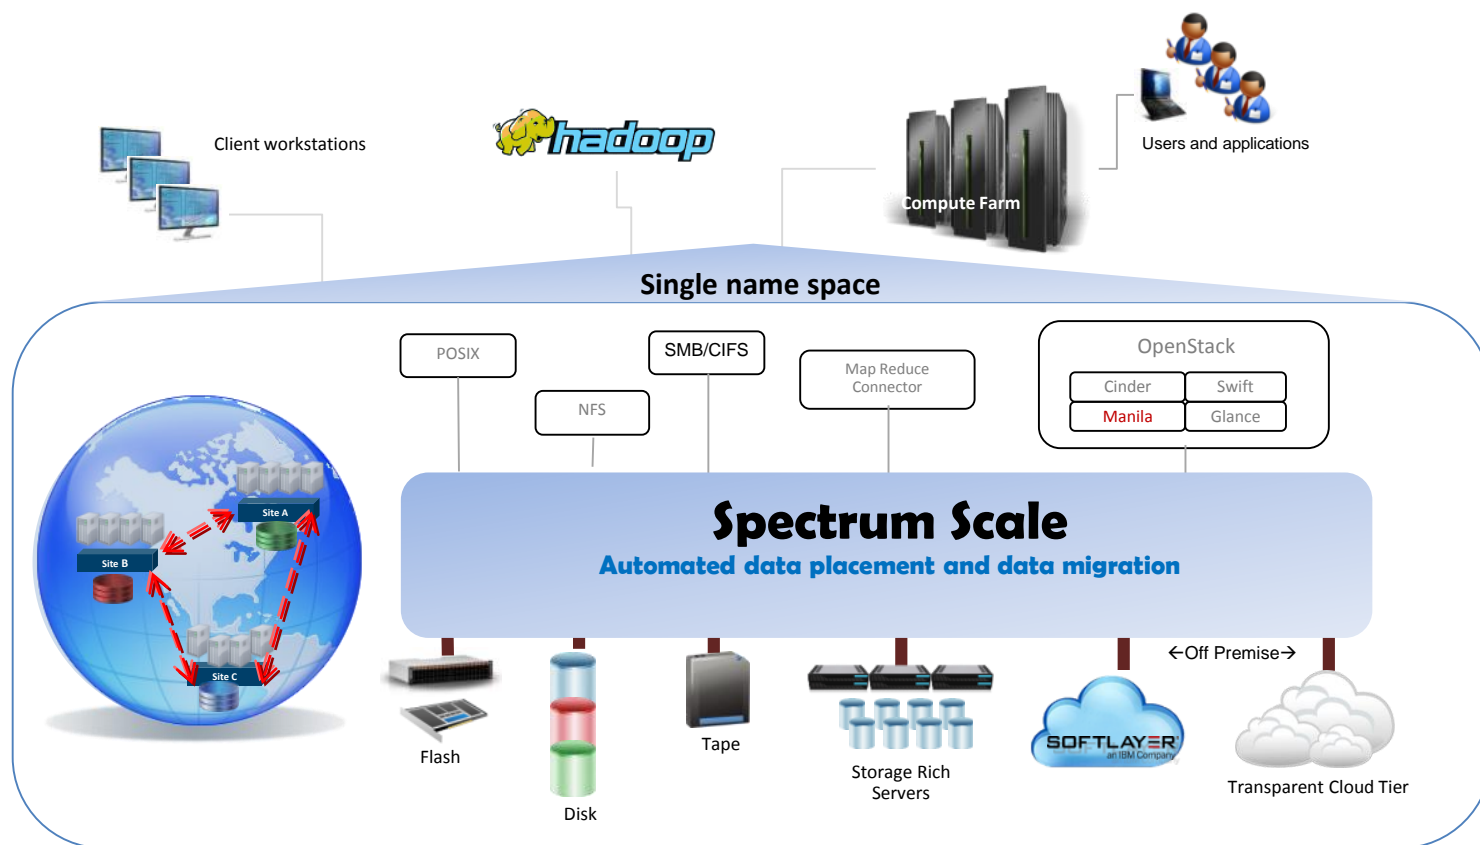 Client workstations
hadoop
Users and applications
Compute Farm
Single name space
POSIX
NFS
SMB/CIFS
Map Reduce
Connector
OpenStack
Cinder
Swift
Manila
Glance
Site A
Site B
Site C
Spectrum Scale
Automated data placement and data migration
←Off Premise→
Flash
Disk
Tape
Storage Rich
Servers
SOFTLAYER®
an IBM Company
Transparent Cloud Tier